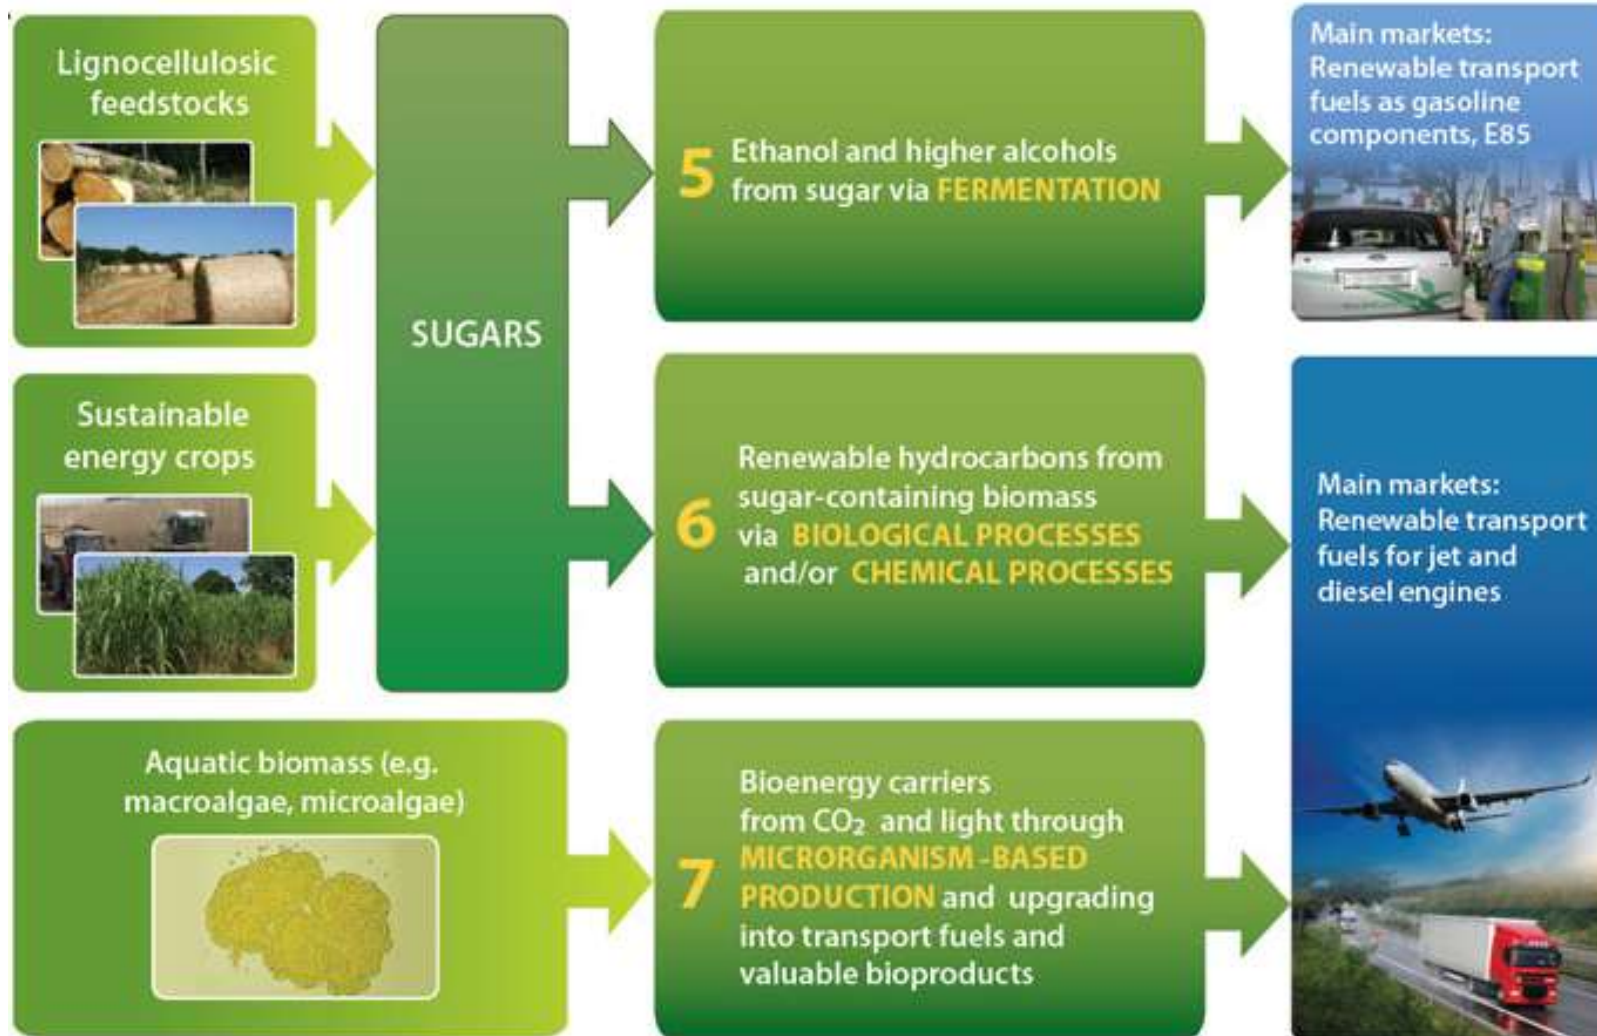 Lignocellulosic
feedstocks
Sustainable
energy crops
SUGARS
Aquatic biomass (e.g.
macroalgae, microalgae)
5 Ethanol and higher alcohols
from sugar via FERMENTATION
6 Renewable hydrocarbons from
sugar-containing biomass
via BIOLOGICAL PROCESSES
and/or CHEMICAL PROCESSES
7 Bioenergy carriers
from CO₂ and light through
MICRORGANISM -BASED
PRODUCTION and upgrading
into transport fuels and
valuable bioproducts
Main markets:
Renewable transport
fuels as gasoline
components, E85
Main markets:
Renewable transport
fuels for jet and
diesel engines